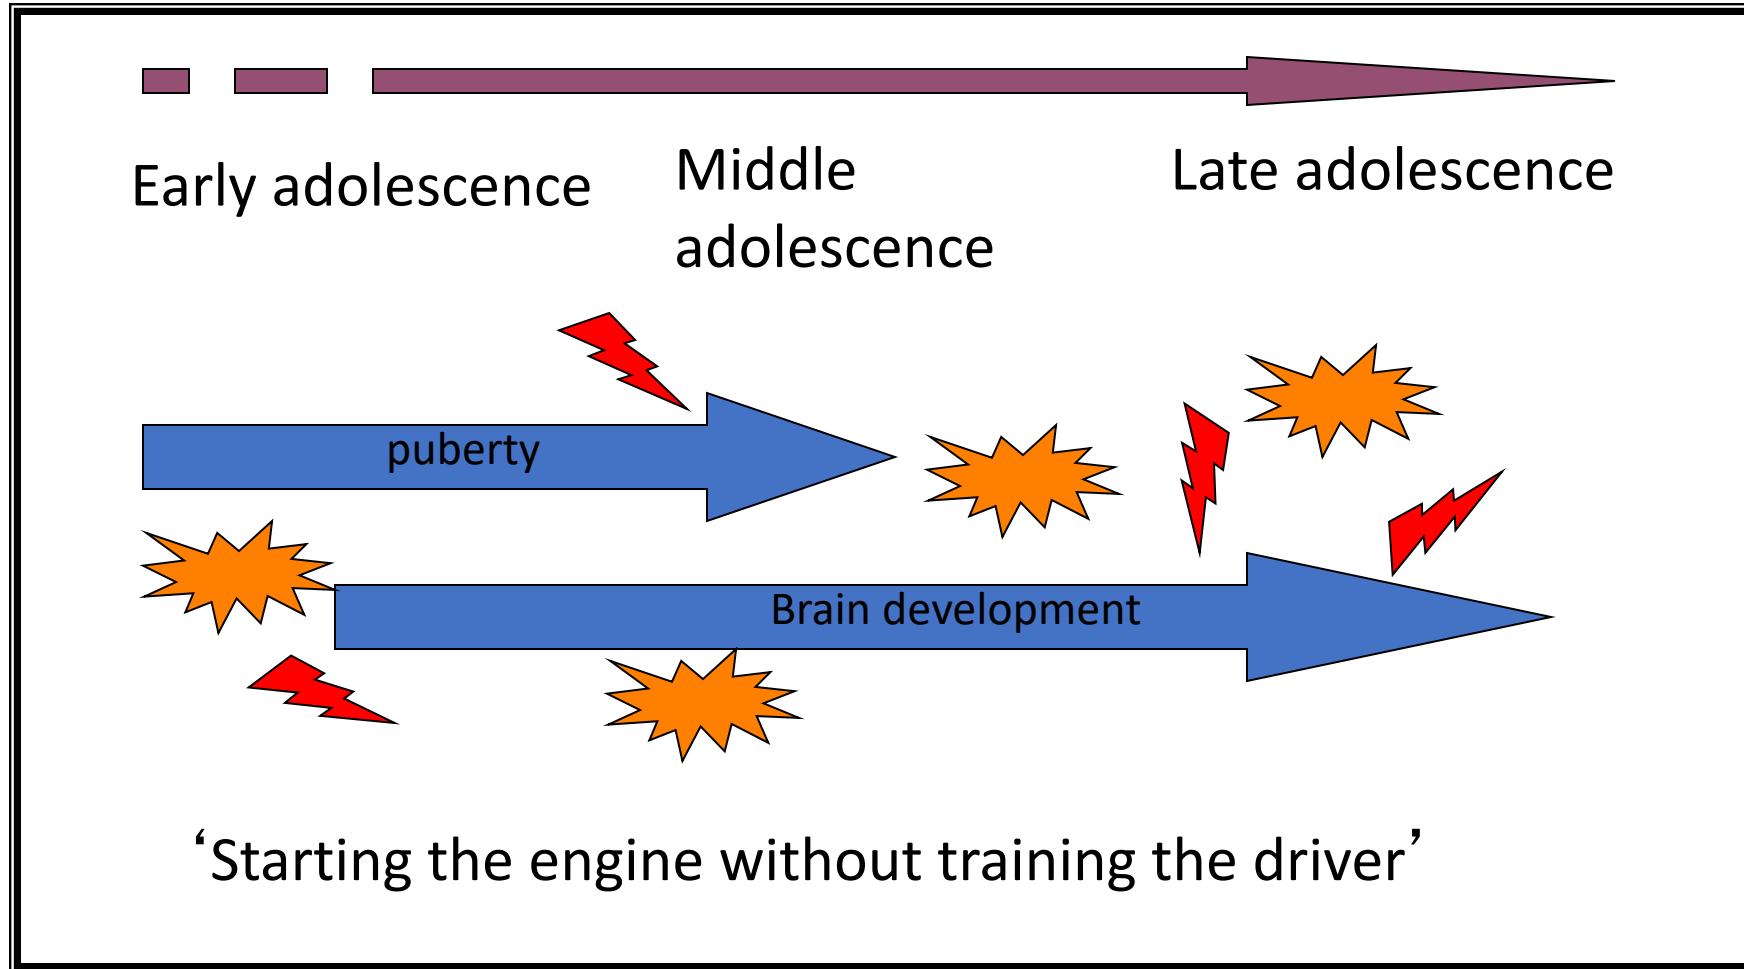 Early adolescence
Middle
adolescence
Late adolescence
puberty
Brain development
‘Starting the engine without training the driver’